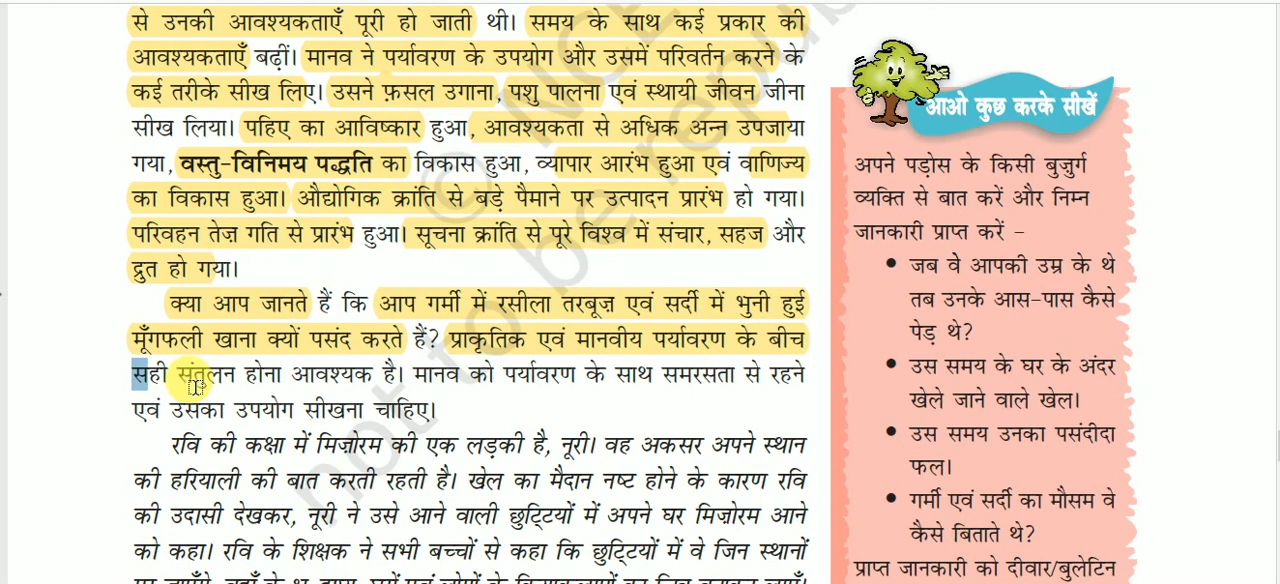 से उनकी आवश्यकताएँ पूरी हो जाती थी। समय के साथ कई प्रकार की
आवश्यकताएँ बढ़ीं। मानव ने पर्यावरण के उपयोग और उसमें परिवर्तन करने के
कई तरीके सीख लिए। उसने फ़सल उगाना, पशु पालना एवं स्थायी जीवन जीना
सीख लिया। पहिए का आविष्कार हुआ, आवश्यकता से अधिक अन्न उपजाया
गया, वस्तु-विनिमय पद्धति का विकास हुआ, व्यापार आरंभ हुआ एवं वाणिज्य
का विकास हुआ। औद्योगिक क्रांति से बड़े पैमाने पर उत्पादन प्रारंभ हो गया।
परिवहन तेज़ गति से प्रारंभ हुआ। सूचना क्रांति से पूरे विश्व में संचार, सहज और
द्रुत हो गया।
क्या आप जानते हैं कि आप गर्मी में रसीला तरबूज़ एवं सर्दी में भुनी हुई
मूँगफली खाना क्यों पसंद करते हैं? प्राकृतिक एवं मानवीय पर्यावरण के बीच
सही संतुलन होना आवश्यक है। मानव को पर्यावरण के साथ समरसता से रहने
एवं उसका उपयोग सीखना चाहिए।
रवि की कक्षा में मिज़ोरम की एक लड़की है, नूरी। वह अकसर अपने स्थान
की हरियाली की बात करती रहती है। खेल का मैदान नष्ट होने के कारण रवि
की उदासी देखकर, नूरी ने उसे आने वाली छुट्टियों में अपने घर मिज़ोरम आने
को कहा। रवि के शिक्षक ने सभी बच्चों से कहा कि छुट्टियों में वे जिन स्थानों
आओ कुछ करके सीखें
अपने पड़ोस के किसी बुज़ुर्ग
व्यक्ति से बात करें और निम्न
जानकारी प्राप्त करें –
• जब वे आपकी उम्र के थे
तब उनके आस-पास कैसे
पेड़ थे?
• उस समय के घर के अंदर
खेले जाने वाले खेल।
• उस समय उनका पसंदीदा
फल।
• गर्मी एवं सर्दी का मौसम वे
कैसे बिताते थे?
प्राप्त जानकारी को दीवार/बुलेटिन
© NCE
not to be repub